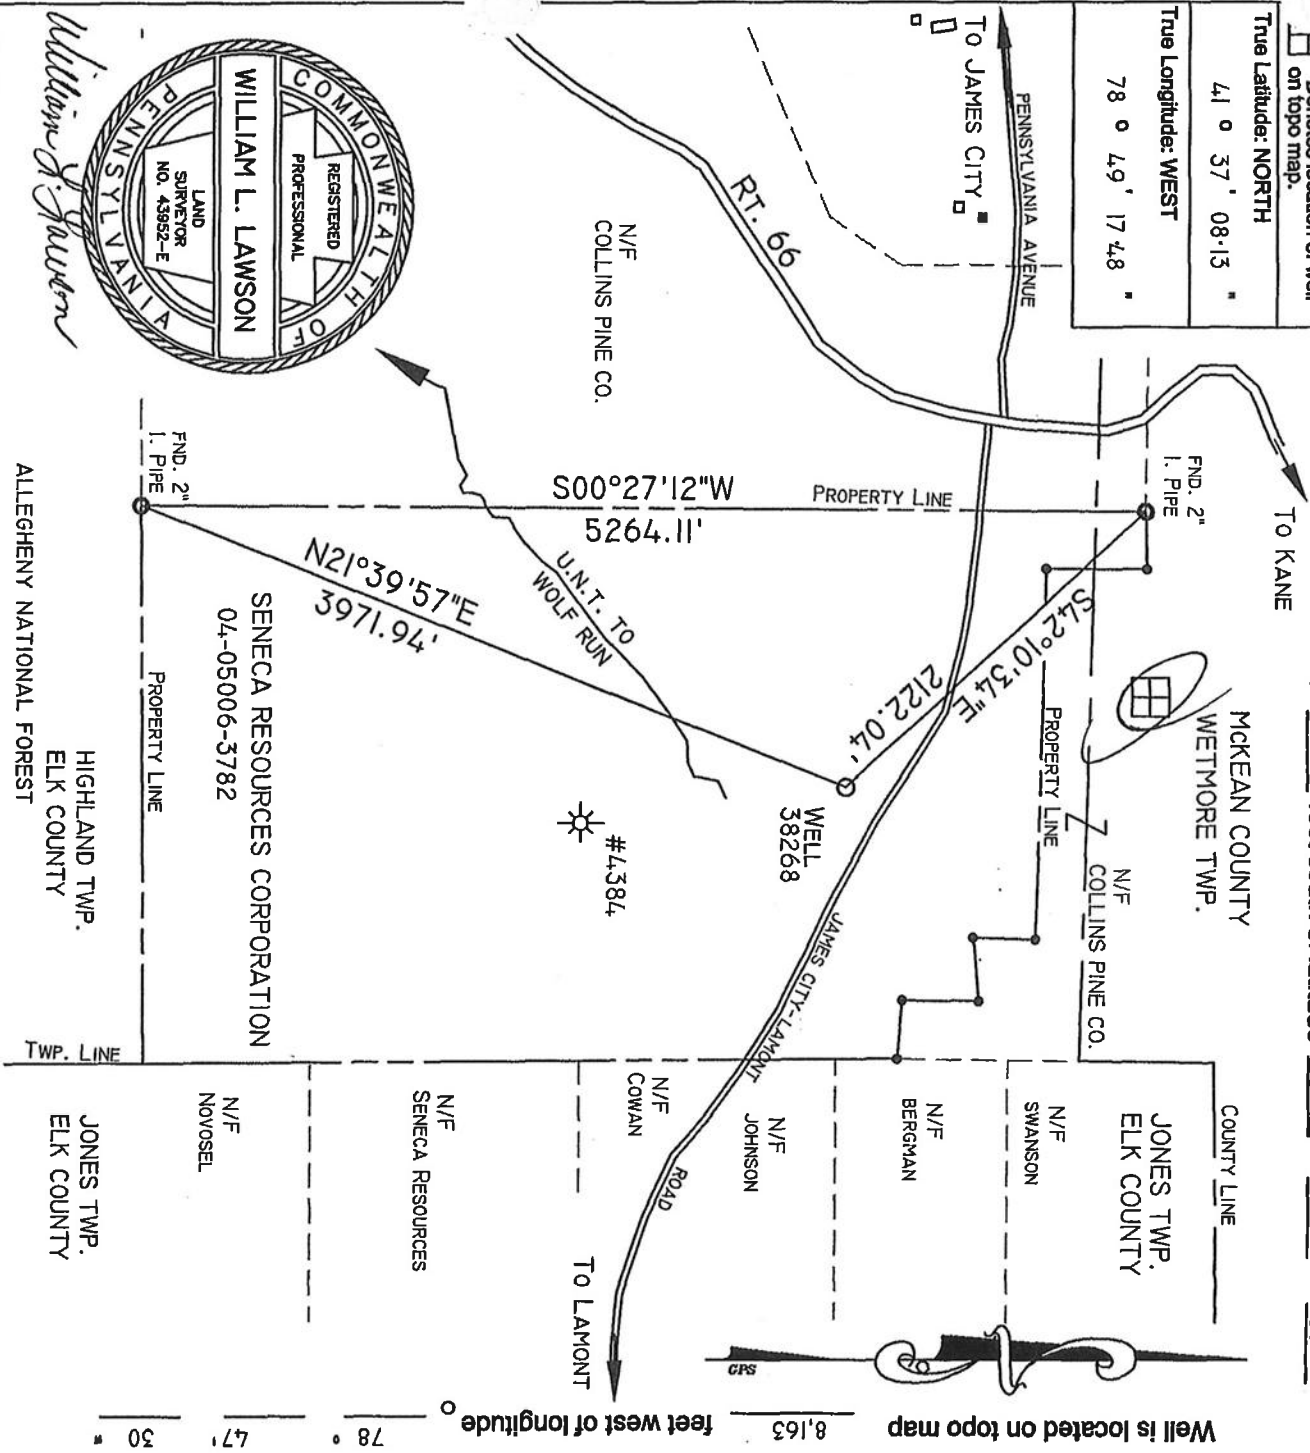 on topo map.
True Latitude: NORTH
41 ° 37 ' 08.13 "
True Longitude: WEST
78 ° 49 ' 17.48 "
PENNSYLVANIA AVENUE
TO JAMES CITY
RT. 66
TO KANE
N/F
COLLINS PINE CO.
FND. 2"
I. PIPE
MCKEAN COUNTY
WETMORE TWP.
N/F
COLLINS PINE CO.
COUNTY LINE
JONES TWP.
ELK COUNTY
PROPERTY LINE
PROPERTY LINE
S00°27'12"W
5264.11'
S42°10'34"E
2122.04'
N21°39'57"E
3971.94'
U.N.T. TO
WOLF RUN
WELL
38268
#4384
JAMES CITY-LAMONT
ROAD
TO LAMONT
N/F
SWANSON
N/F
BERGMAN
N/F
JOHNSON
N/F
COWAN
N/F
SENECA RESOURCES
N/F
NOVOSEL
SENECA RESOURCES CORPORATION
04-05006-3782
FND. 2"
I. PIPE
PROPERTY LINE
TWP. LINE
HIGHLAND TWP.
ELK COUNTY
JONES TWP.
ELK COUNTY
ALLEGHENY NATIONAL FOREST
COMMONWEALTH OF
REGISTERED
PROFESSIONAL
WILLIAM L. LAWSON
LAND
SURVEYOR
NO. 43952-E
PENNSYLVANIA
William L. Lawson
GPS
Well is located on topo map
8,163
feet west of longitude
78 ° 47 ' 30 "